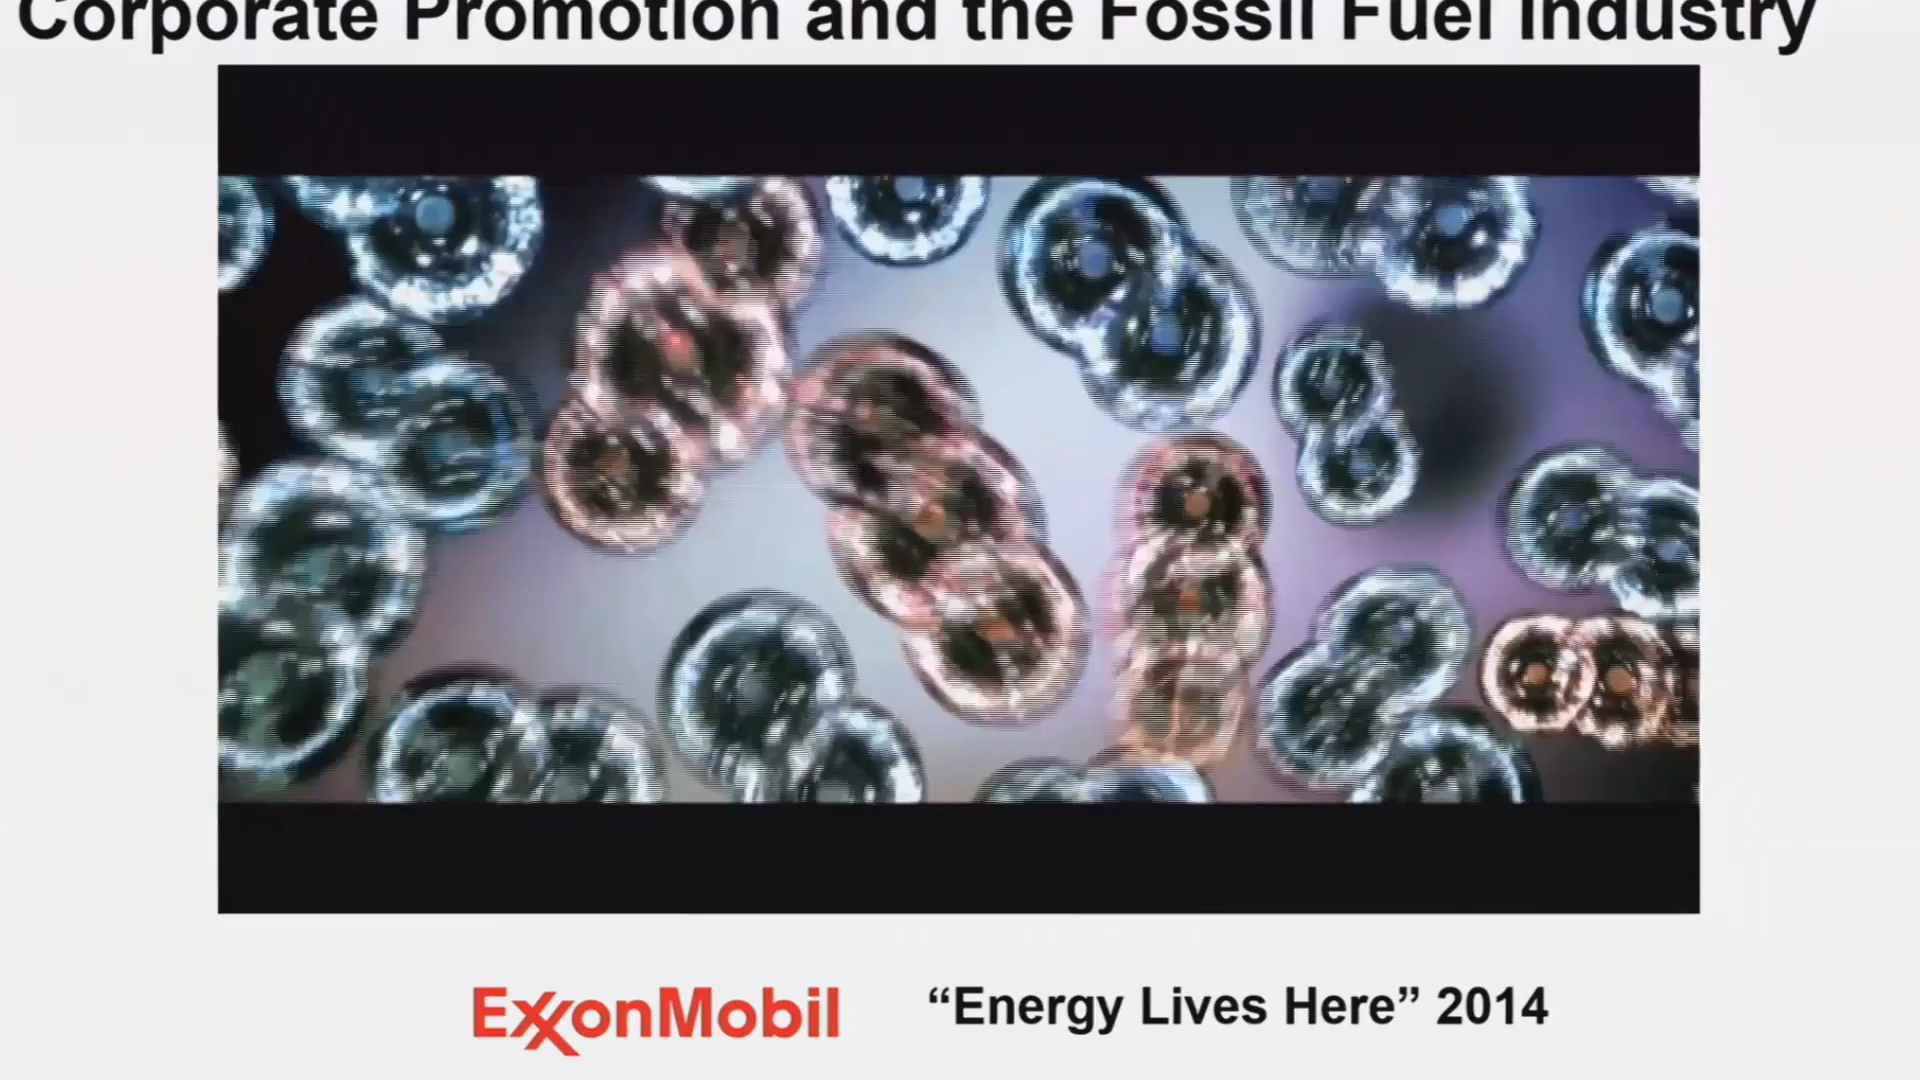 Corporate Promotion and the Fossil Fuel Industry
ExxonMobil
“Energy Lives Here” 2014